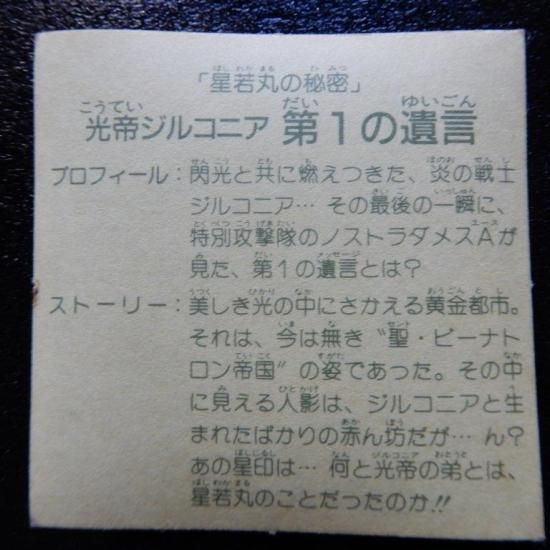 「星若丸の秘密」
光帝ジルコニア 第1の遺言
プロフィール：閃光と共に燃えつきた、炎の戦士
ジルコニア… その最後の一瞬に、
特別攻撃隊のノストラダメスAが
見た、第1の遺言とは？
ストーリー：美しき光の中にさかえる黄金都市。
それは、今は無き〝聖・ビーナト
ロン帝国〟の姿であった。その中
に見える人影は、ジルコニアと生
まれたばかりの赤ん坊だが… ん？
あの星印は… 何と光帝の弟とは、
星若丸のことだったのか!!